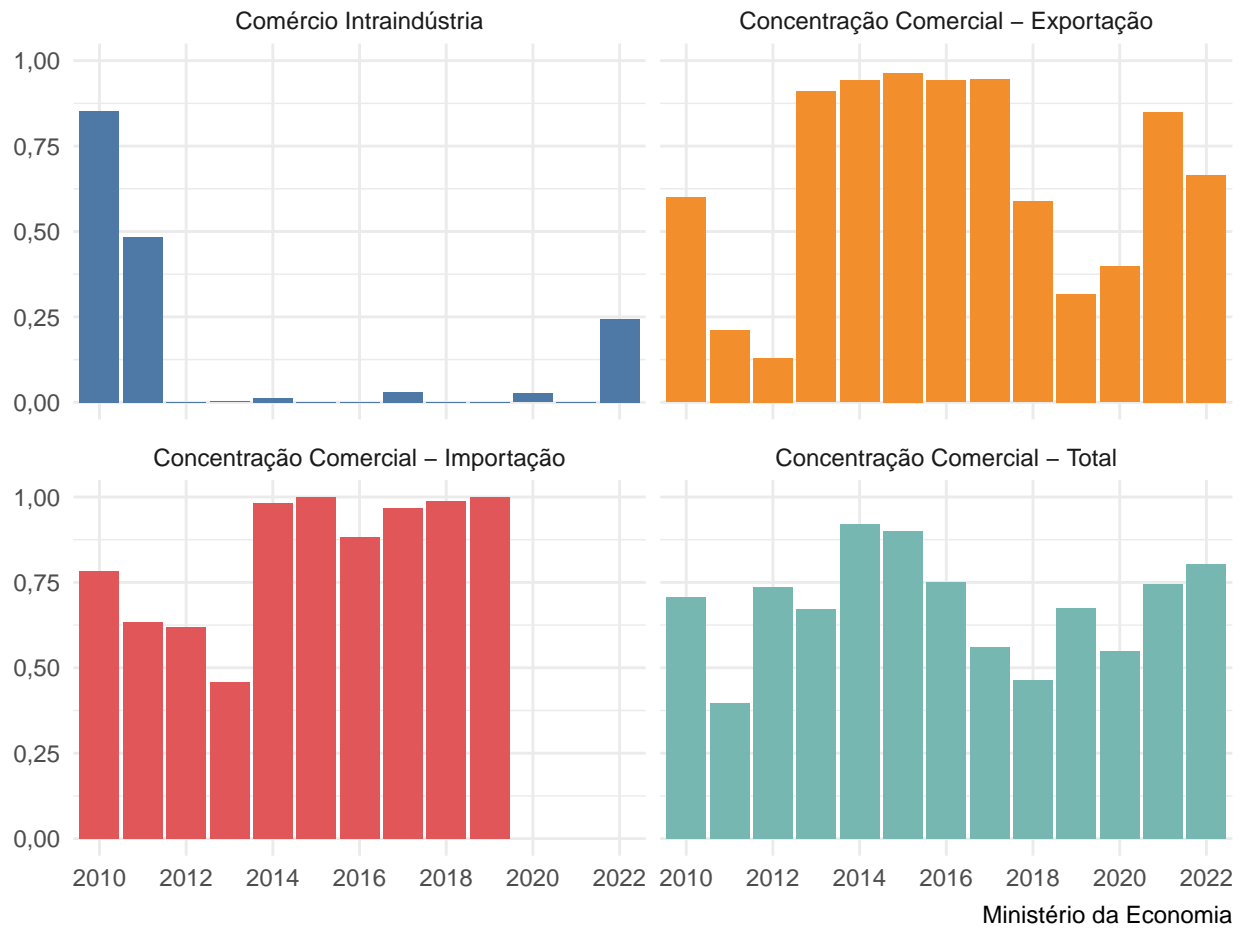 Comércio Intraindústria
Concentração Comercial – Exportação
1,00
0,75
0,50
0,25
0,00
Concentração Comercial – Importação
Concentração Comercial – Total
1,00
0,75
0,50
0,25
0,00
2010 2012 2014 2016 2018 2020 2022
2010 2012 2014 2016 2018 2020 2022
Ministério da Economia